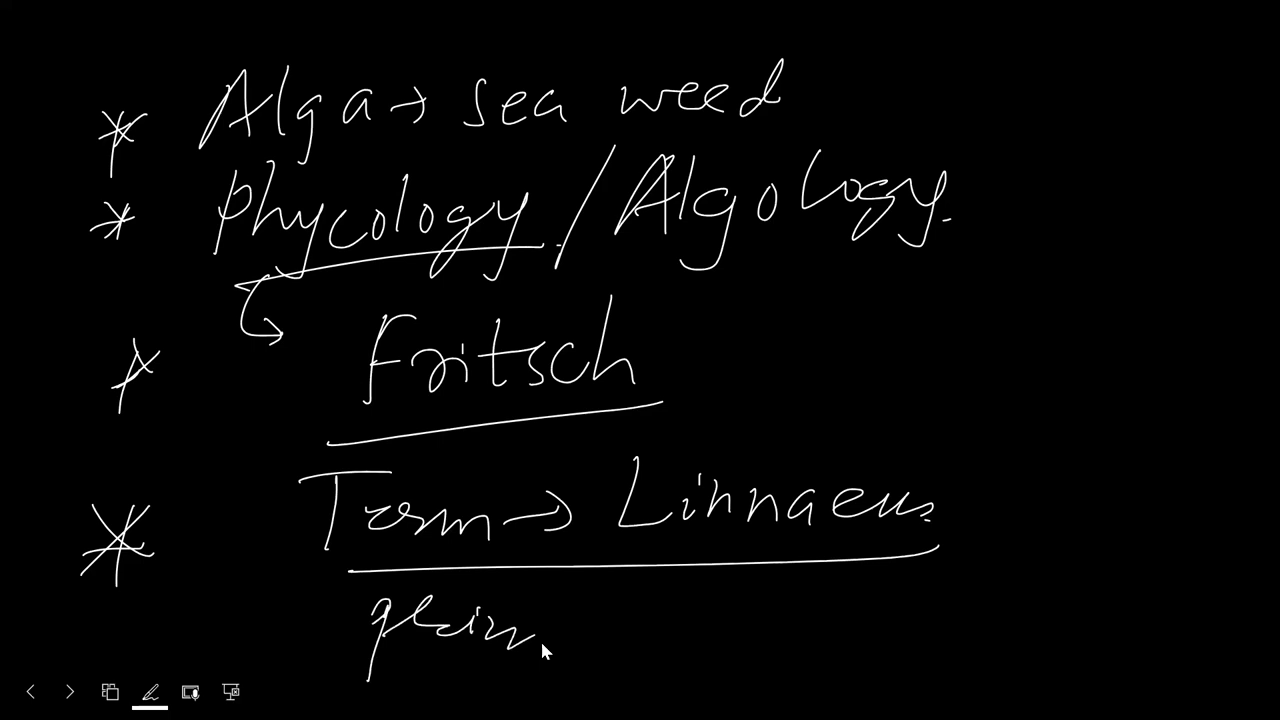 * Alga → sea weed
* Phycology / Algology.
* Fritsch
* Term → Linnaeus